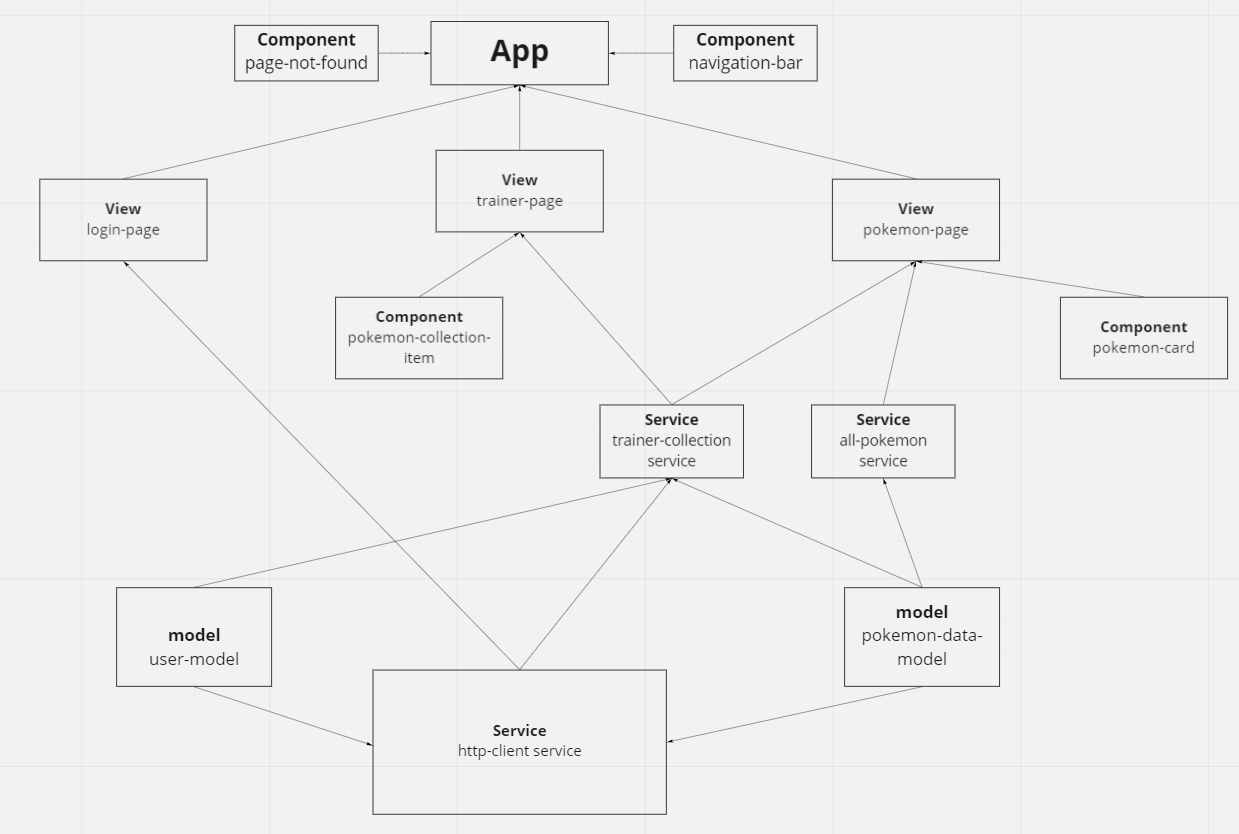 Component
page-not-found
App
Component
navigation-bar
View
login-page
View
trainer-page
View
pokemon-page
Component
pokemon-collection-
item
Component
pokemon-card
Service
trainer-collection
service
Service
all-pokemon
service
model
user-model
model
pokemon-data-
model
Service
http-client service